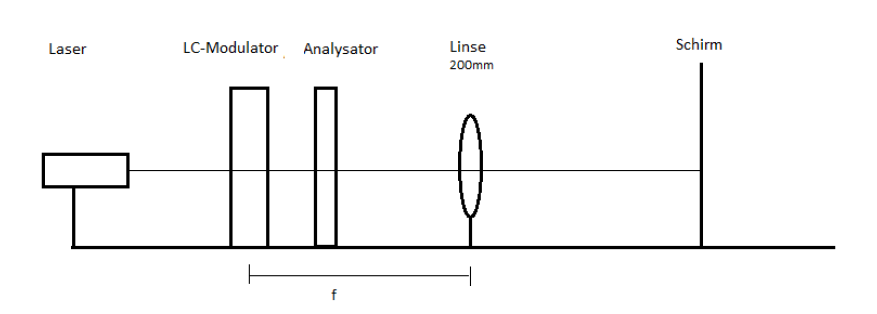 Laser
LC-Modulator
Analysator
Linse
200mm
Schirm
f